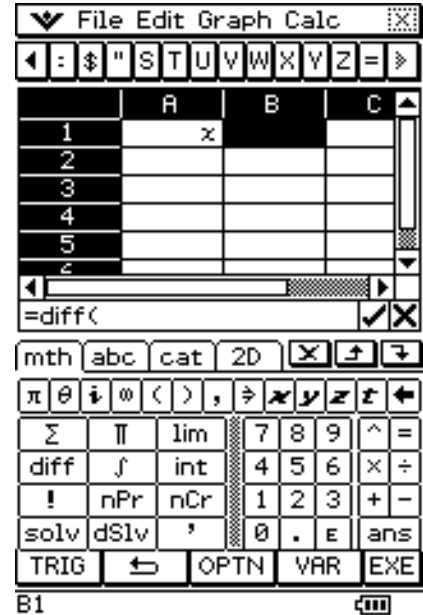 File Edit Graph Calc
: $ " S T U V W X Y Z =
A B C
1 x
2
3
4
5
=diff(
mth abc cat 2D
π θ i ∞ ( ) , ⇒ x y z t
Σ Π lim 7 8 9 ^ =
diff ∫ int 4 5 6 × ÷
! nPr nCr 1 2 3 + −
solv dSlv ' 0 . E ans
TRIG OPTN VAR EXE
B1